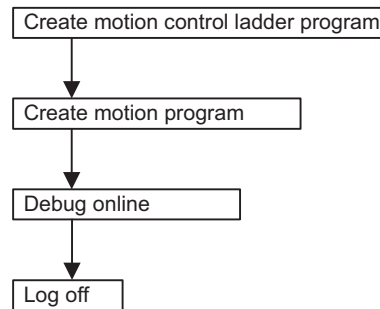 Create motion control ladder program
Create motion program
Debug online
Log off